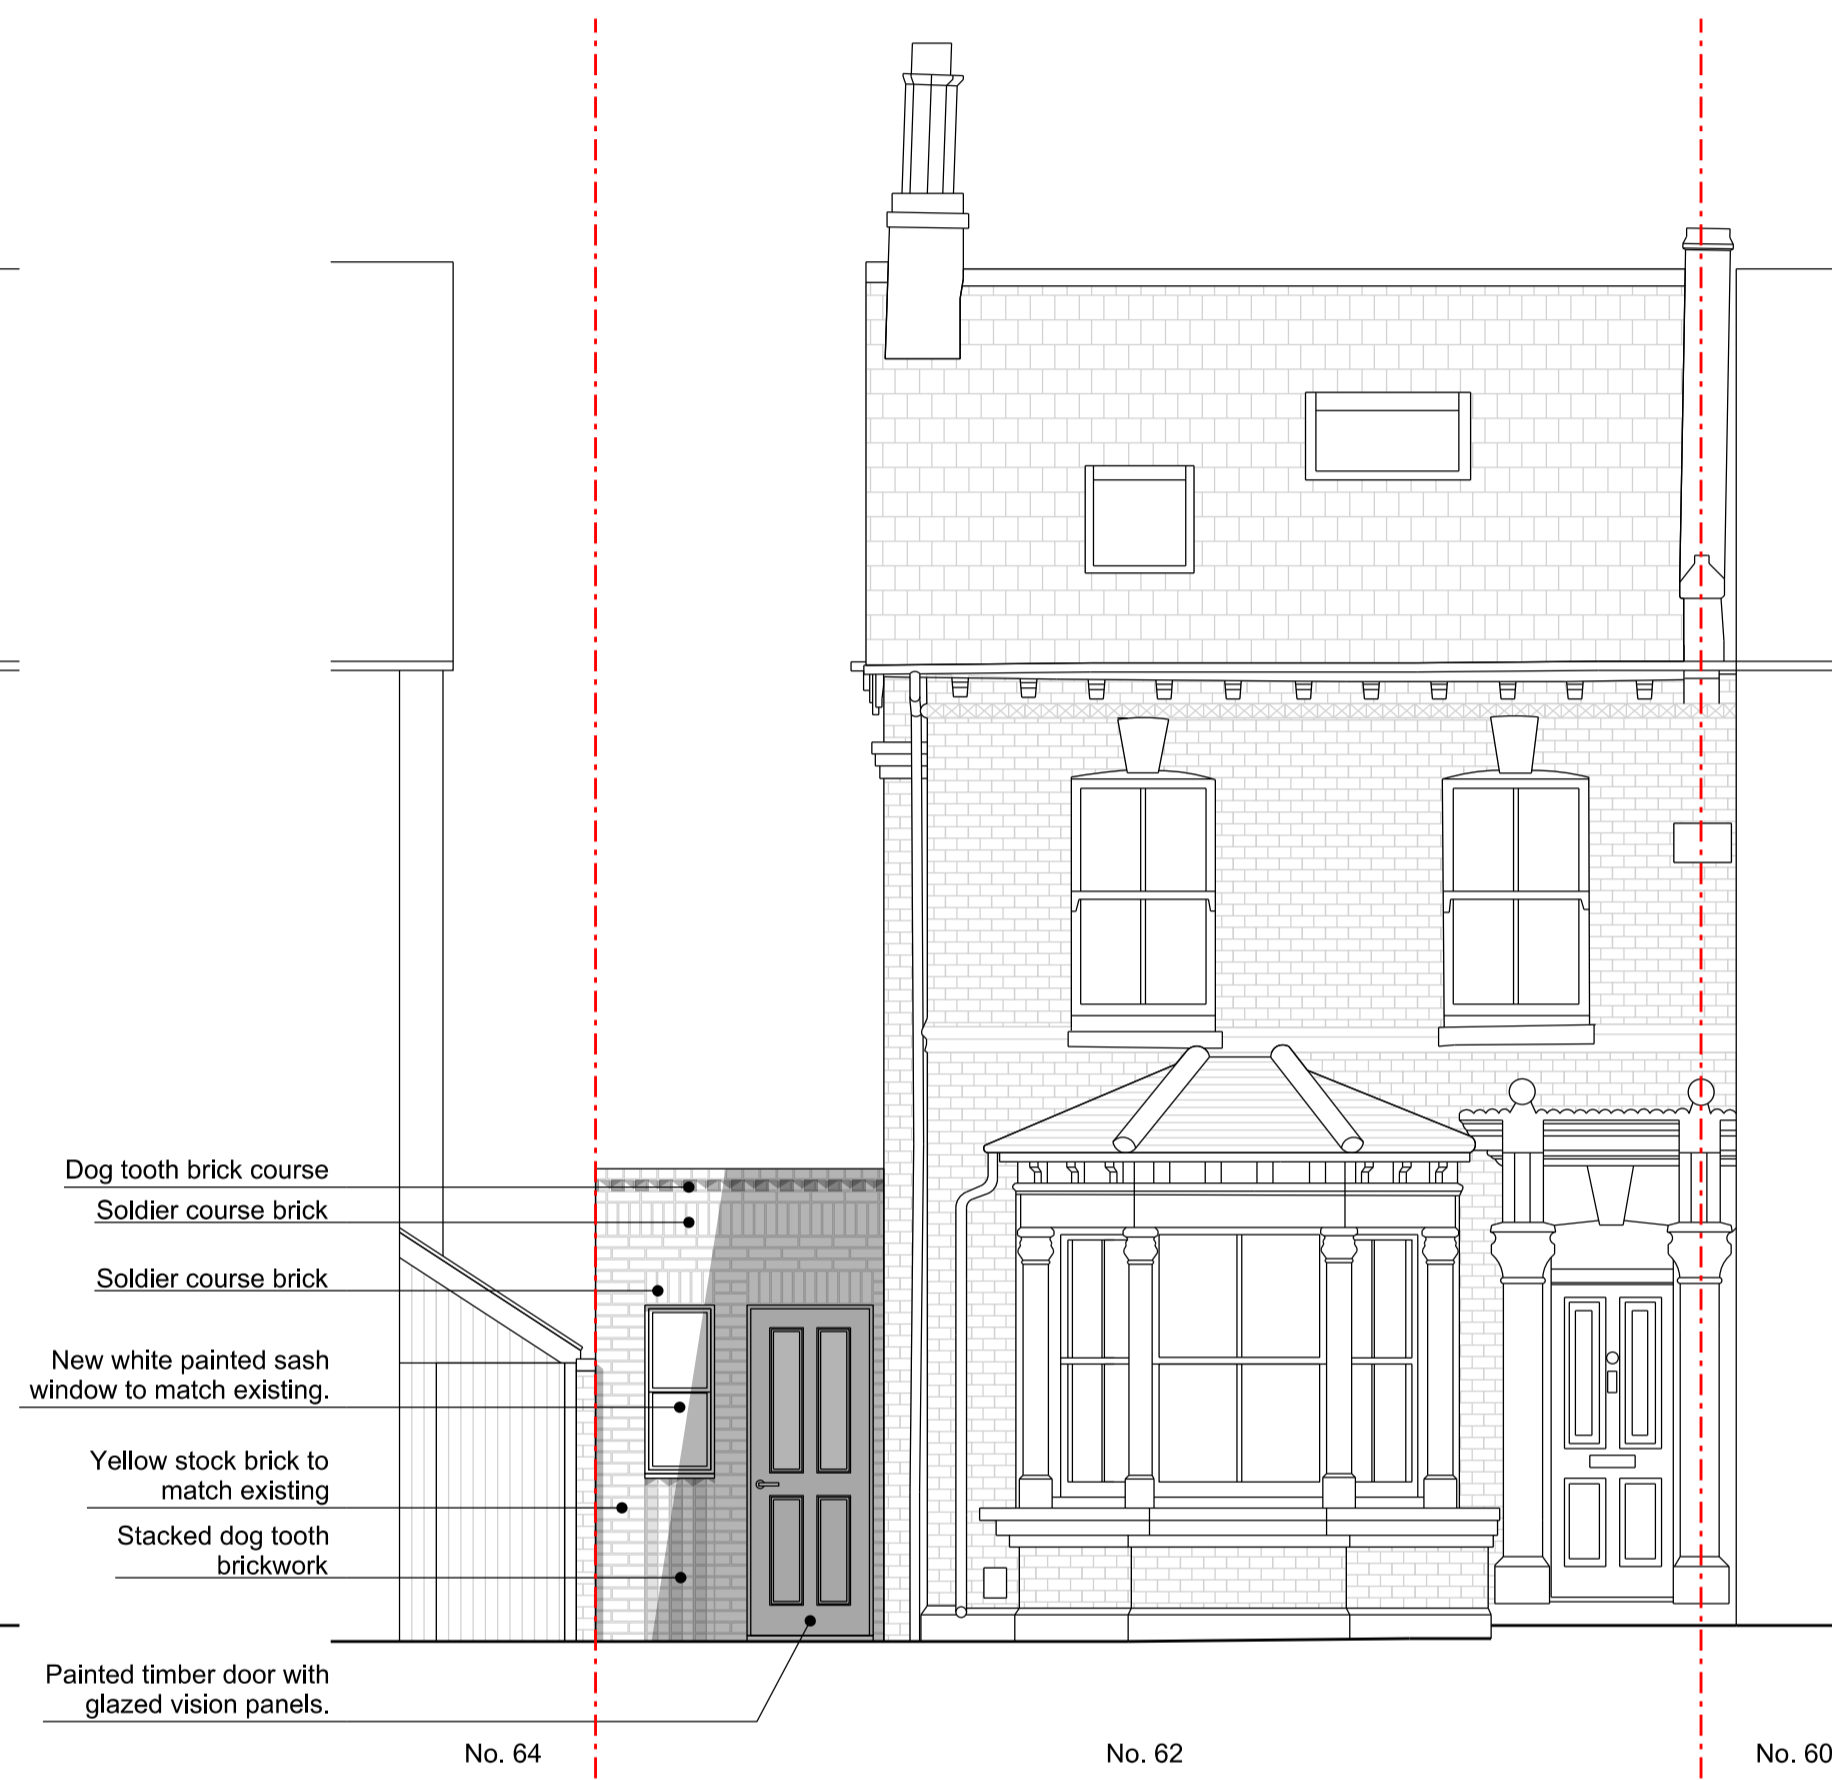 Dog tooth brick course
Soldier course brick
Soldier course brick
New white painted sash
window to match existing.
Yellow stock brick to
match existing
Stacked dog tooth
brickwork
Painted timber door with
glazed vision panels.
No. 64
No. 62
No. 60